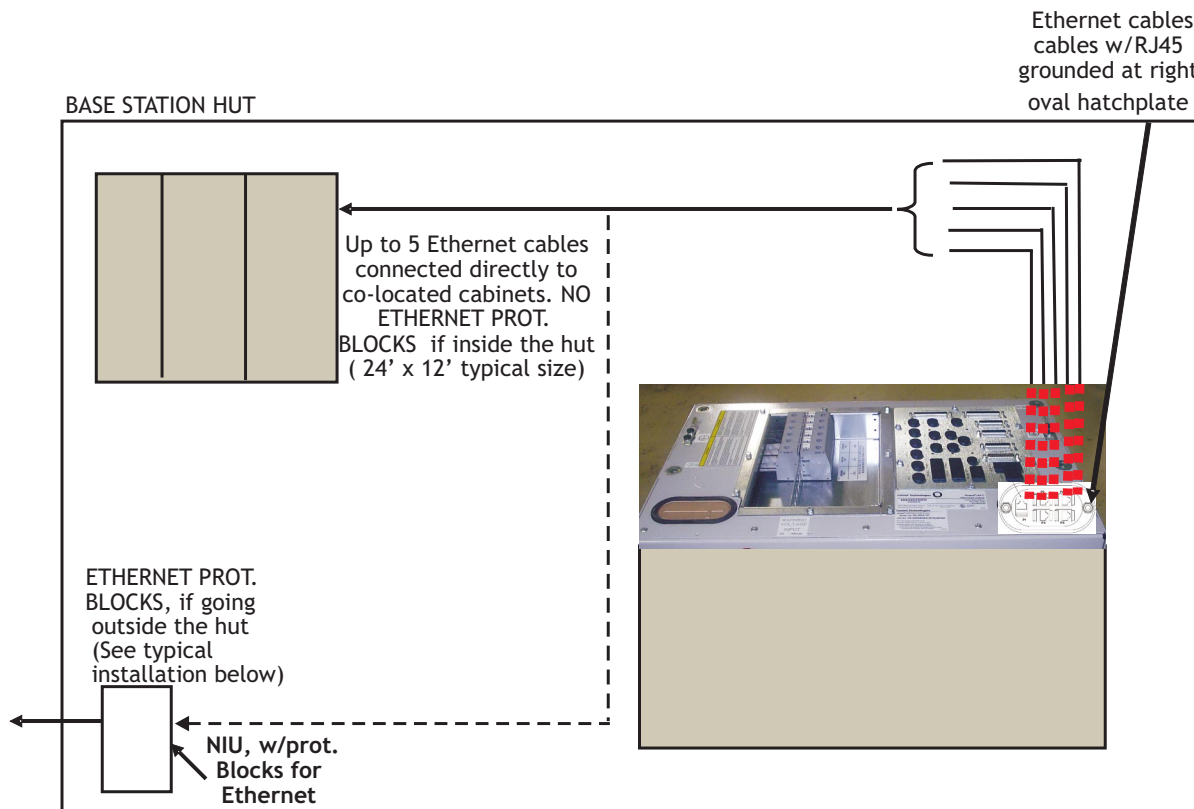 Ethernet cables
cables w/RJ45
grounded at right
oval hatchplate
BASE STATION HUT
Up to 5 Ethernet cables
connected directly to
co-located cabinets. NO
ETHERNET PROT.
BLOCKS if inside the hut
( 24’ x 12’ typical size)
ETHERNET PROT.
BLOCKS, if going
outside the hut
(See typical
installation below)
NIU, w/prot.
Blocks for
Ethernet
VOLTAGE
INPUT